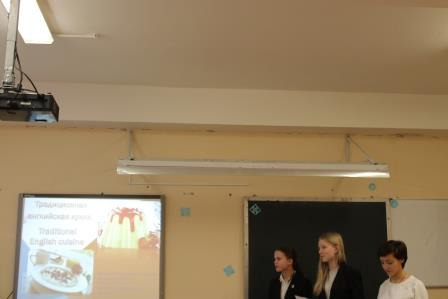 Традиционная
английская кухня.
Traditional
English cuisine